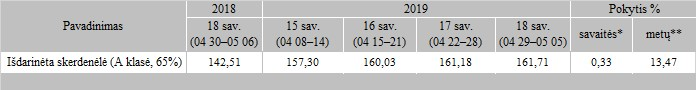 Pavadinimas 2018 2019 Pokytis %
18 sav. 15 sav. 16 sav. 17 sav. 18 sav. savaitės* metų**
(04 30–05 06) (04 08–14) (04 15–21) (04 22–28) (04 29–05 05)
Išdarinėta skerdenėlė (A klasė, 65%) 142,51 157,30 160,03 161,18 161,71 0,33 13,47